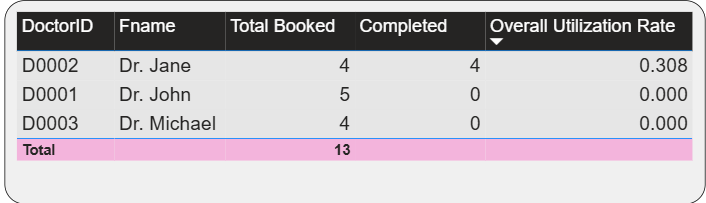 DoctorID Fname Total Booked Completed Overall Utilization Rate
D0002 Dr. Jane 4 4 0.308
D0001 Dr. John 5 0 0.000
D0003 Dr. Michael 4 0 0.000
Total 13